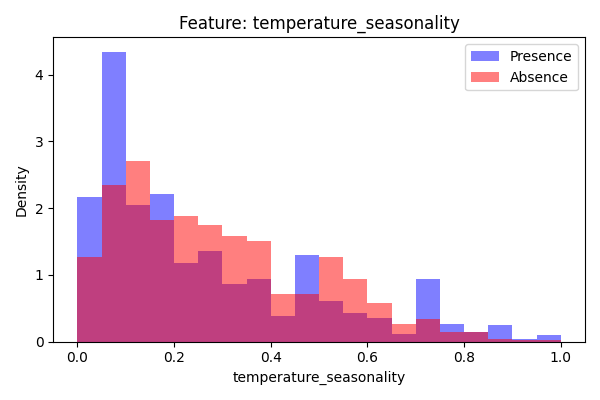 Feature: temperature_seasonality
Presence
Absence
Density
4
3
2
1
0
0.0 0.2 0.4 0.6 0.8 1.0
temperature_seasonality